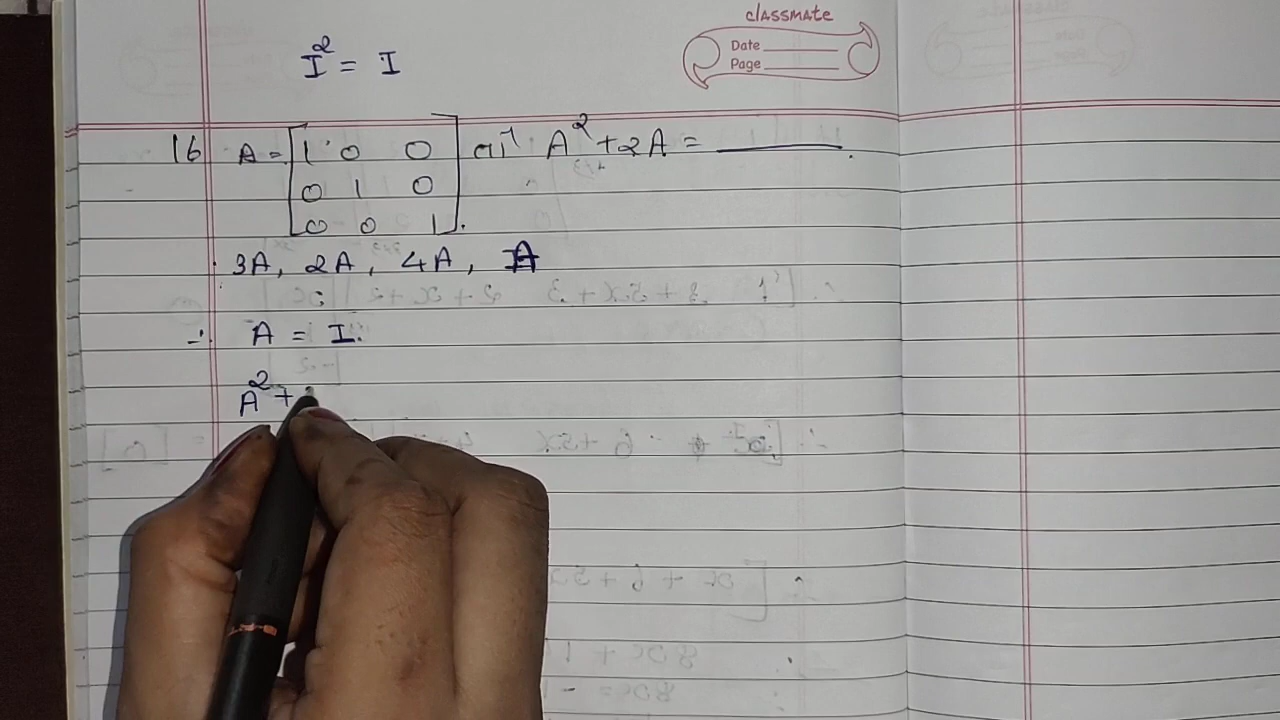 classmate
Date
Page
I² = I
16 A = [1 0 0 તો A² + 2A = ______.
0 1 0
0 0 1].
3A, 2A, 4A, A
∴ A = I.
A² +